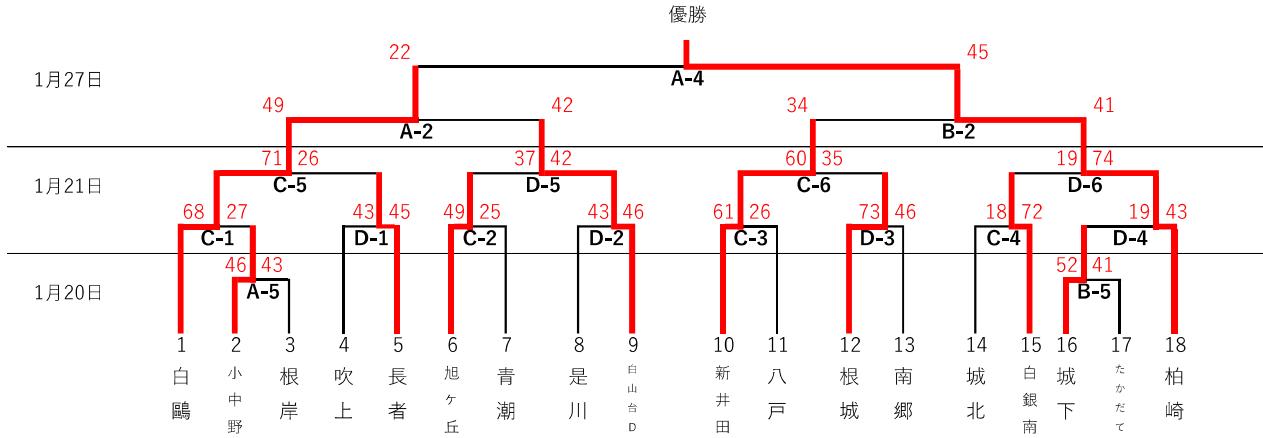 優勝
22 45
1月27日 A-4
49 42 34 41
A-2 B-2
71 26 37 42 60 35 19 74
1月21日 C-5 D-5 C-6 D-6
68 27 43 45 49 25 43 46 61 26 73 46 18 72 19 43
C-1 D-1 C-2 D-2 C-3 D-3 C-4 D-4
46 43 52 41
1月20日 A-5 B-5
1 2 3 4 5 6 7 8 9 10 11 12 13 14 15 16 17 18
白鷗
小中野
根岸
吹上
長者
旭ヶ丘
青潮
是川
白山台D
新井田
八戸
根城
南郷
城北
白銀南
城下
たかだて
柏崎